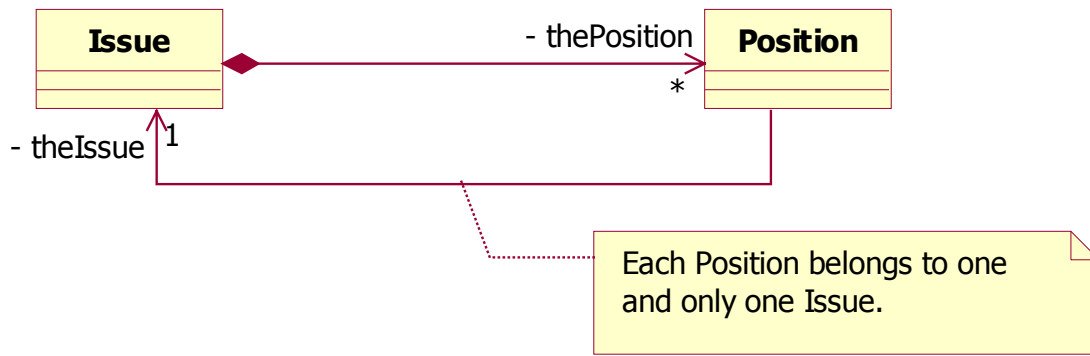 Issue
- thePosition
Position
*
- theIssue
1
Each Position belongs to one
and only one Issue.